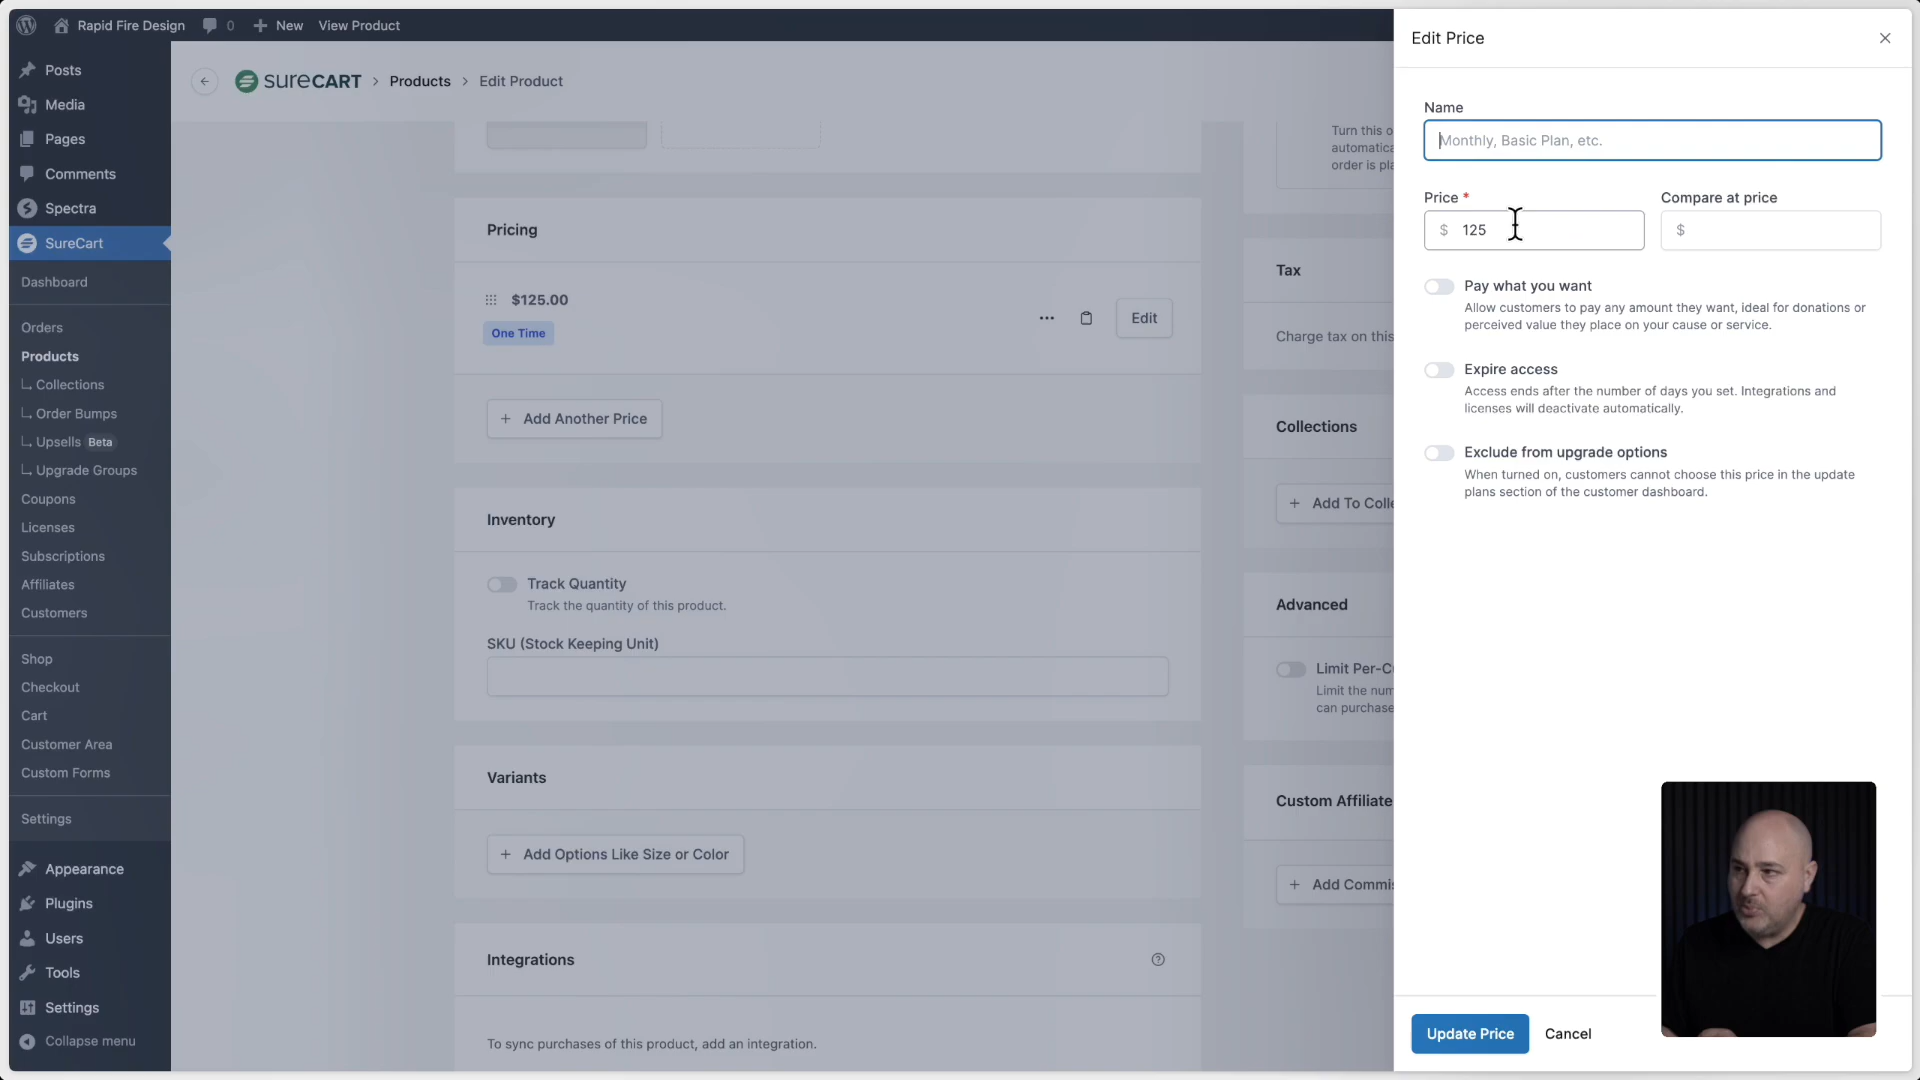 Rapid Fire Design
0
New
View Product
Posts
Media
Pages
Comments
Spectra
SureCart
Dashboard
Orders
Products
Collections
Order Bumps
Upsells Beta
Upgrade Groups
Coupons
Licenses
Subscriptions
Affiliates
Customers
Shop
Checkout
Cart
Customer Area
Custom Forms
Settings
Appearance
Plugins
Users
Tools
Settings
Collapse menu
SURECART > Products > Edit Product
Pricing
$125.00
One Time
Edit
+ Add Another Price
Inventory
Track Quantity
Track the quantity of this product.
SKU (Stock Keeping Unit)
Variants
+ Add Options Like Size or Color
Integrations
To sync purchases of this product, add an integration.
Turn this o
automatica
order is pla
Tax
Charge tax on this
Collections
+ Add To Colle
Advanced
Limit Per-Cu
Limit the num
can purchase
Custom Affiliate
+ Add Commis
Edit Price
Name
Monthly, Basic Plan, etc.
Price *
Compare at price
$ 125
$
Pay what you want
Allow customers to pay any amount they want, ideal for donations or
perceived value they place on your cause or service.
Expire access
Access ends after the number of days you set. Integrations and
licenses will deactivate automatically.
Exclude from upgrade options
When turned on, customers cannot choose this price in the update
plans section of the customer dashboard.
Update Price
Cancel